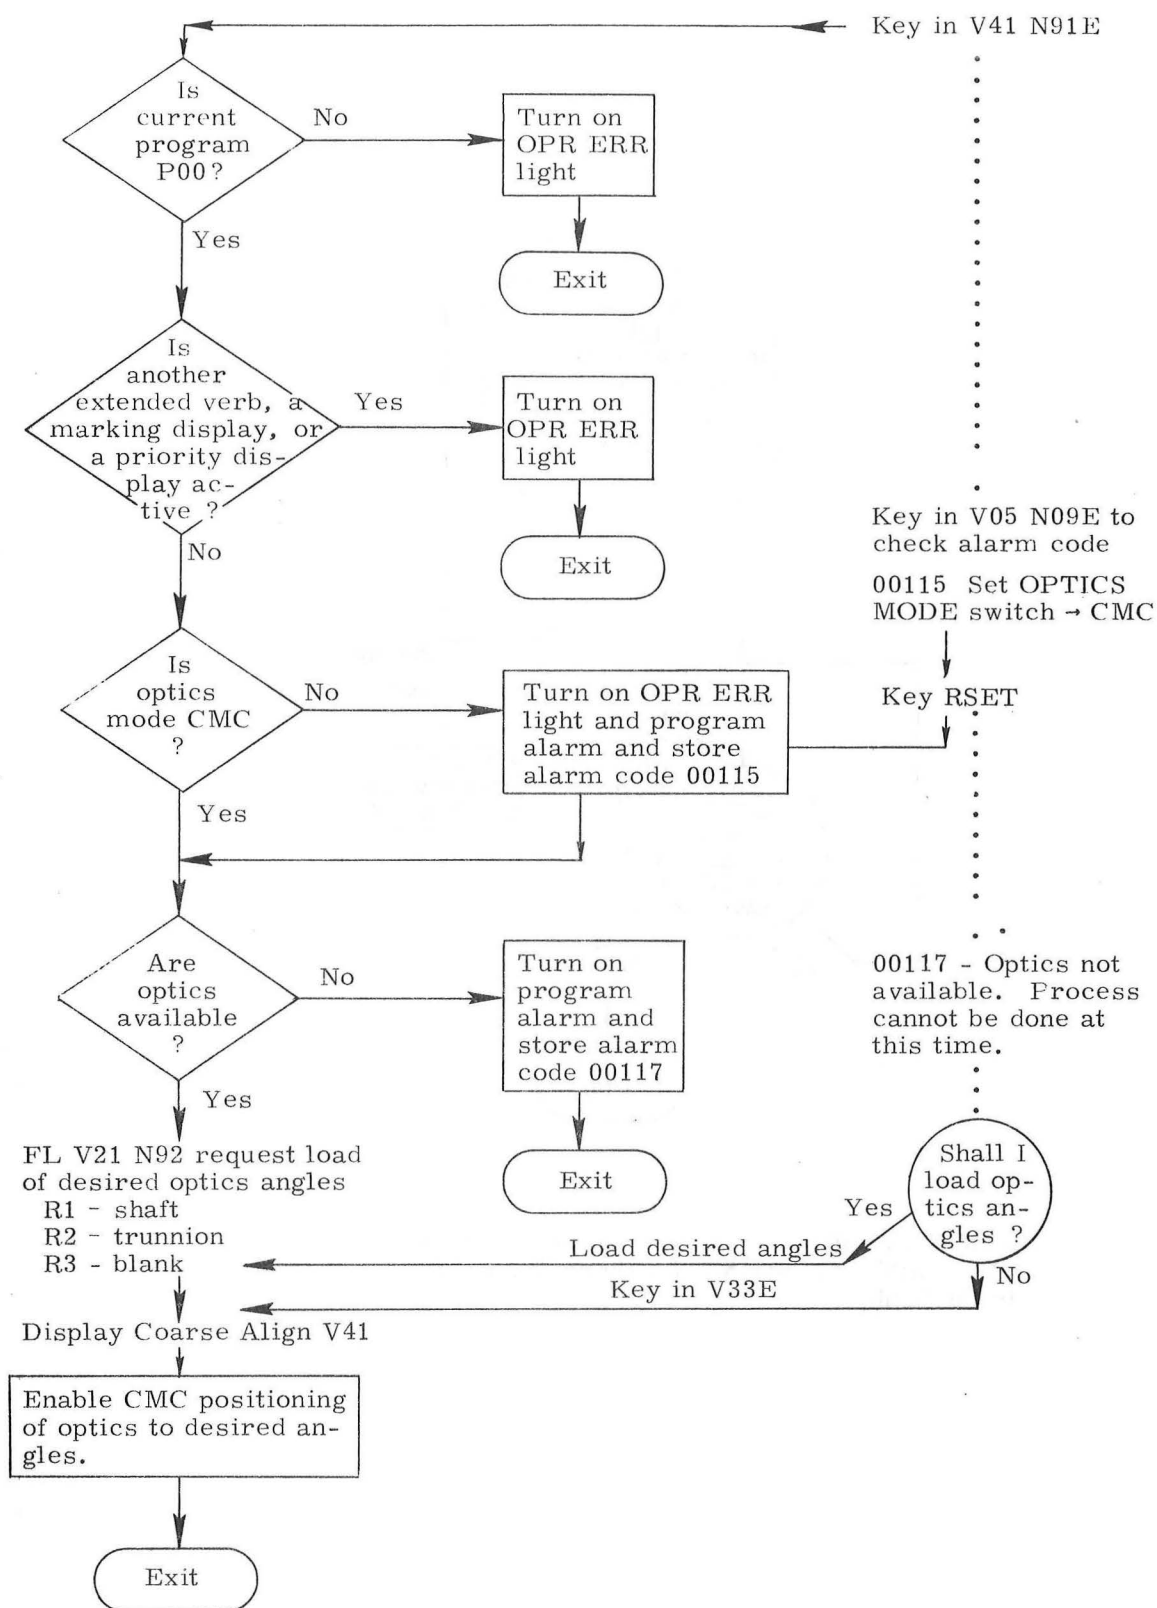 Key in V41 N91E
Is
current
program
P00?
No
Turn on
OPR ERR
light
Yes
Exit
Is
another
extended verb, a
marking display, or
a priority dis-
play ac-
tive ?
Yes
Turn on
OPR ERR
light
No
Exit
Key in V05 N09E to
check alarm code
00115 Set OPTICS
MODE switch → CMC
Key RSET
Is
optics
mode CMC
?
No
Turn on OPR ERR
light and program
alarm and store
alarm code 00115
Yes
Are
optics
available
?
No
Turn on
program
alarm and
store alarm
code 00117
00117 - Optics not
available. Process
cannot be done at
this time.
Yes
Exit
FL V21 N92 request load
of desired optics angles
R1 - shaft
R2 - trunnion
R3 - blank
Shall I
load op-
tics an-
gles ?
Yes
Load desired angles
No
Key in V33E
Display Coarse Align V41
Enable CMC positioning
of optics to desired an-
gles.
Exit